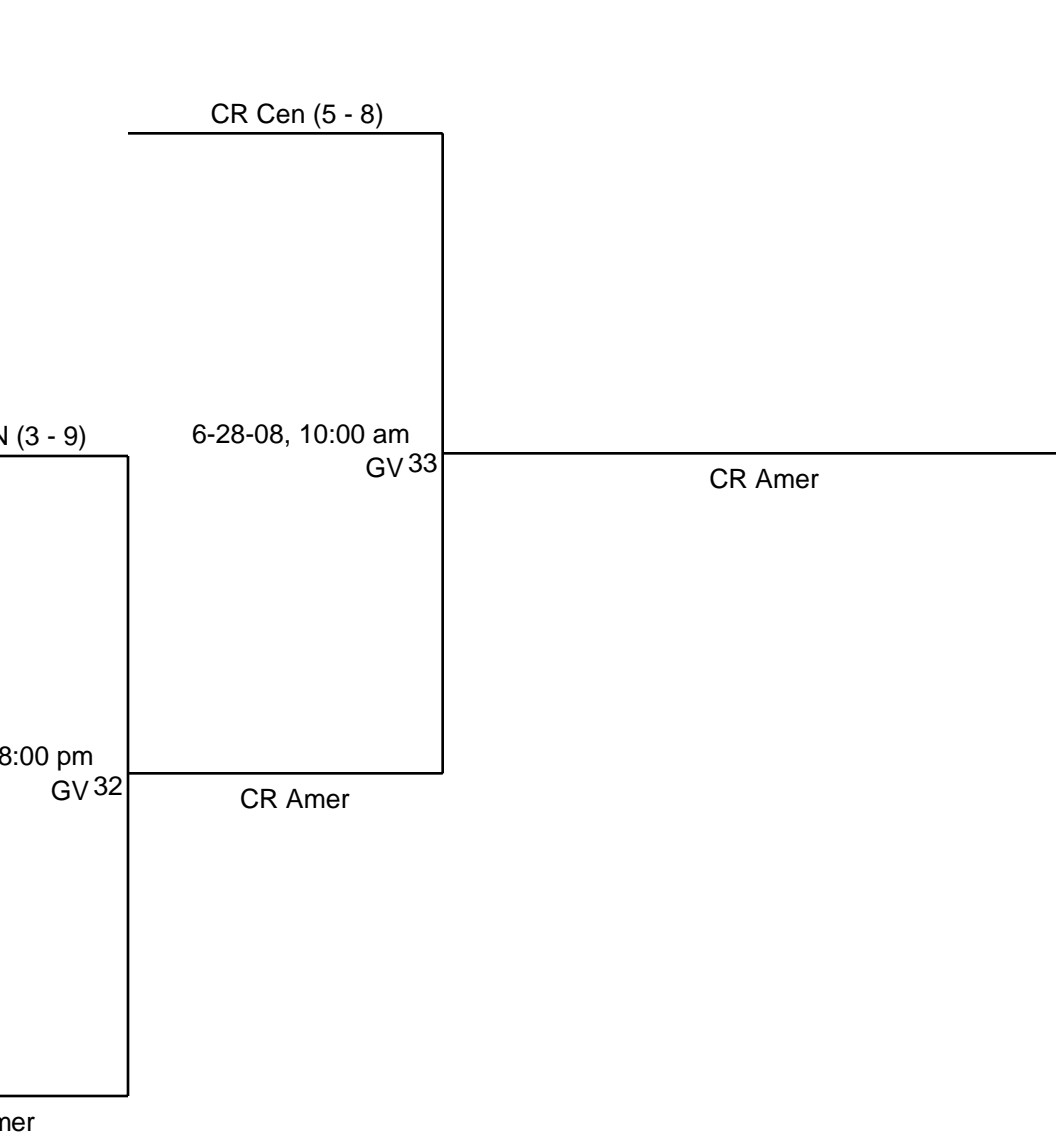 CR Cen (5 - 8)
6-28-08, 10:00 am
GV 33
CR Amer
(3 - 9)
8:00 pm
GV 32
CR Amer